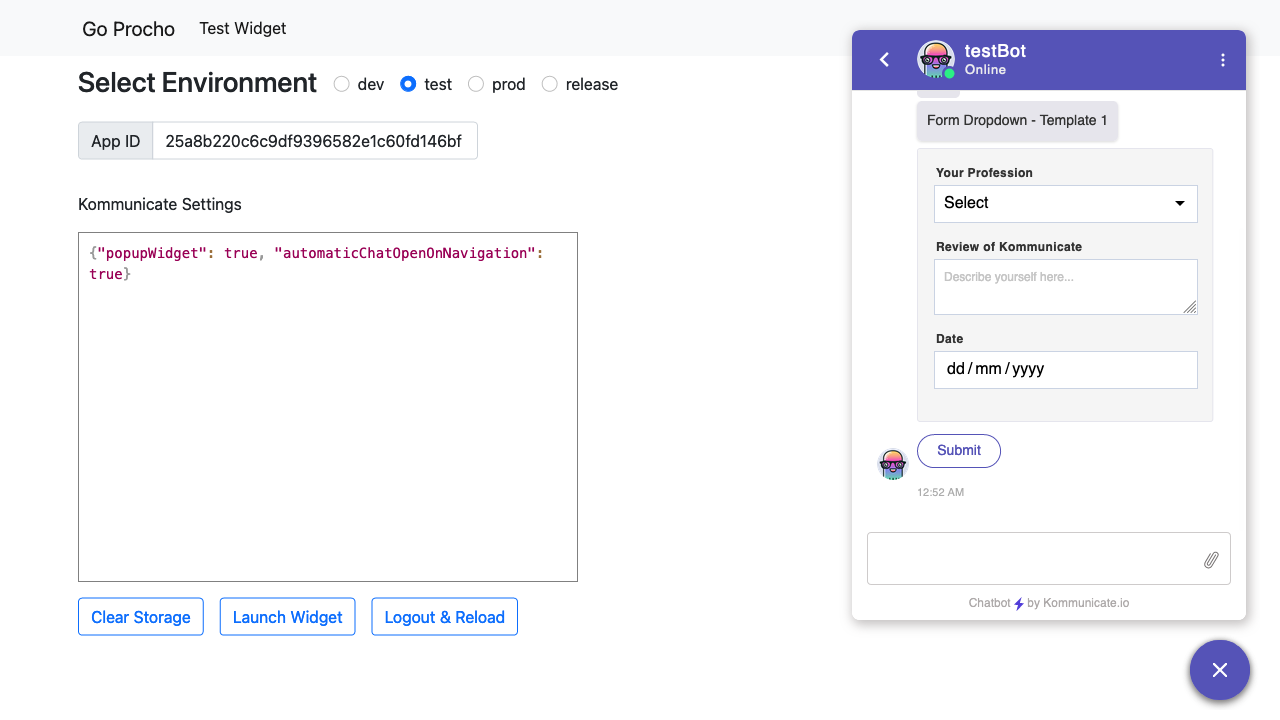 Go Procho
Test Widget
Select Environment
dev
test
prod
release
App ID
25a8b220c6c9df9396582e1c60fd146bf
Kommunicate Settings
{"popupWidget": true, "automaticChatOpenOnNavigation":
true}
Clear Storage
Launch Widget
Logout & Reload
testBot
Online
Form Dropdown - Template 1
Your Profession
Select
Review of Kommunicate
Describe yourself here...
Date
dd/mm/yyyy
Submit
12:52 AM
Chatbot by Kommunicate.io